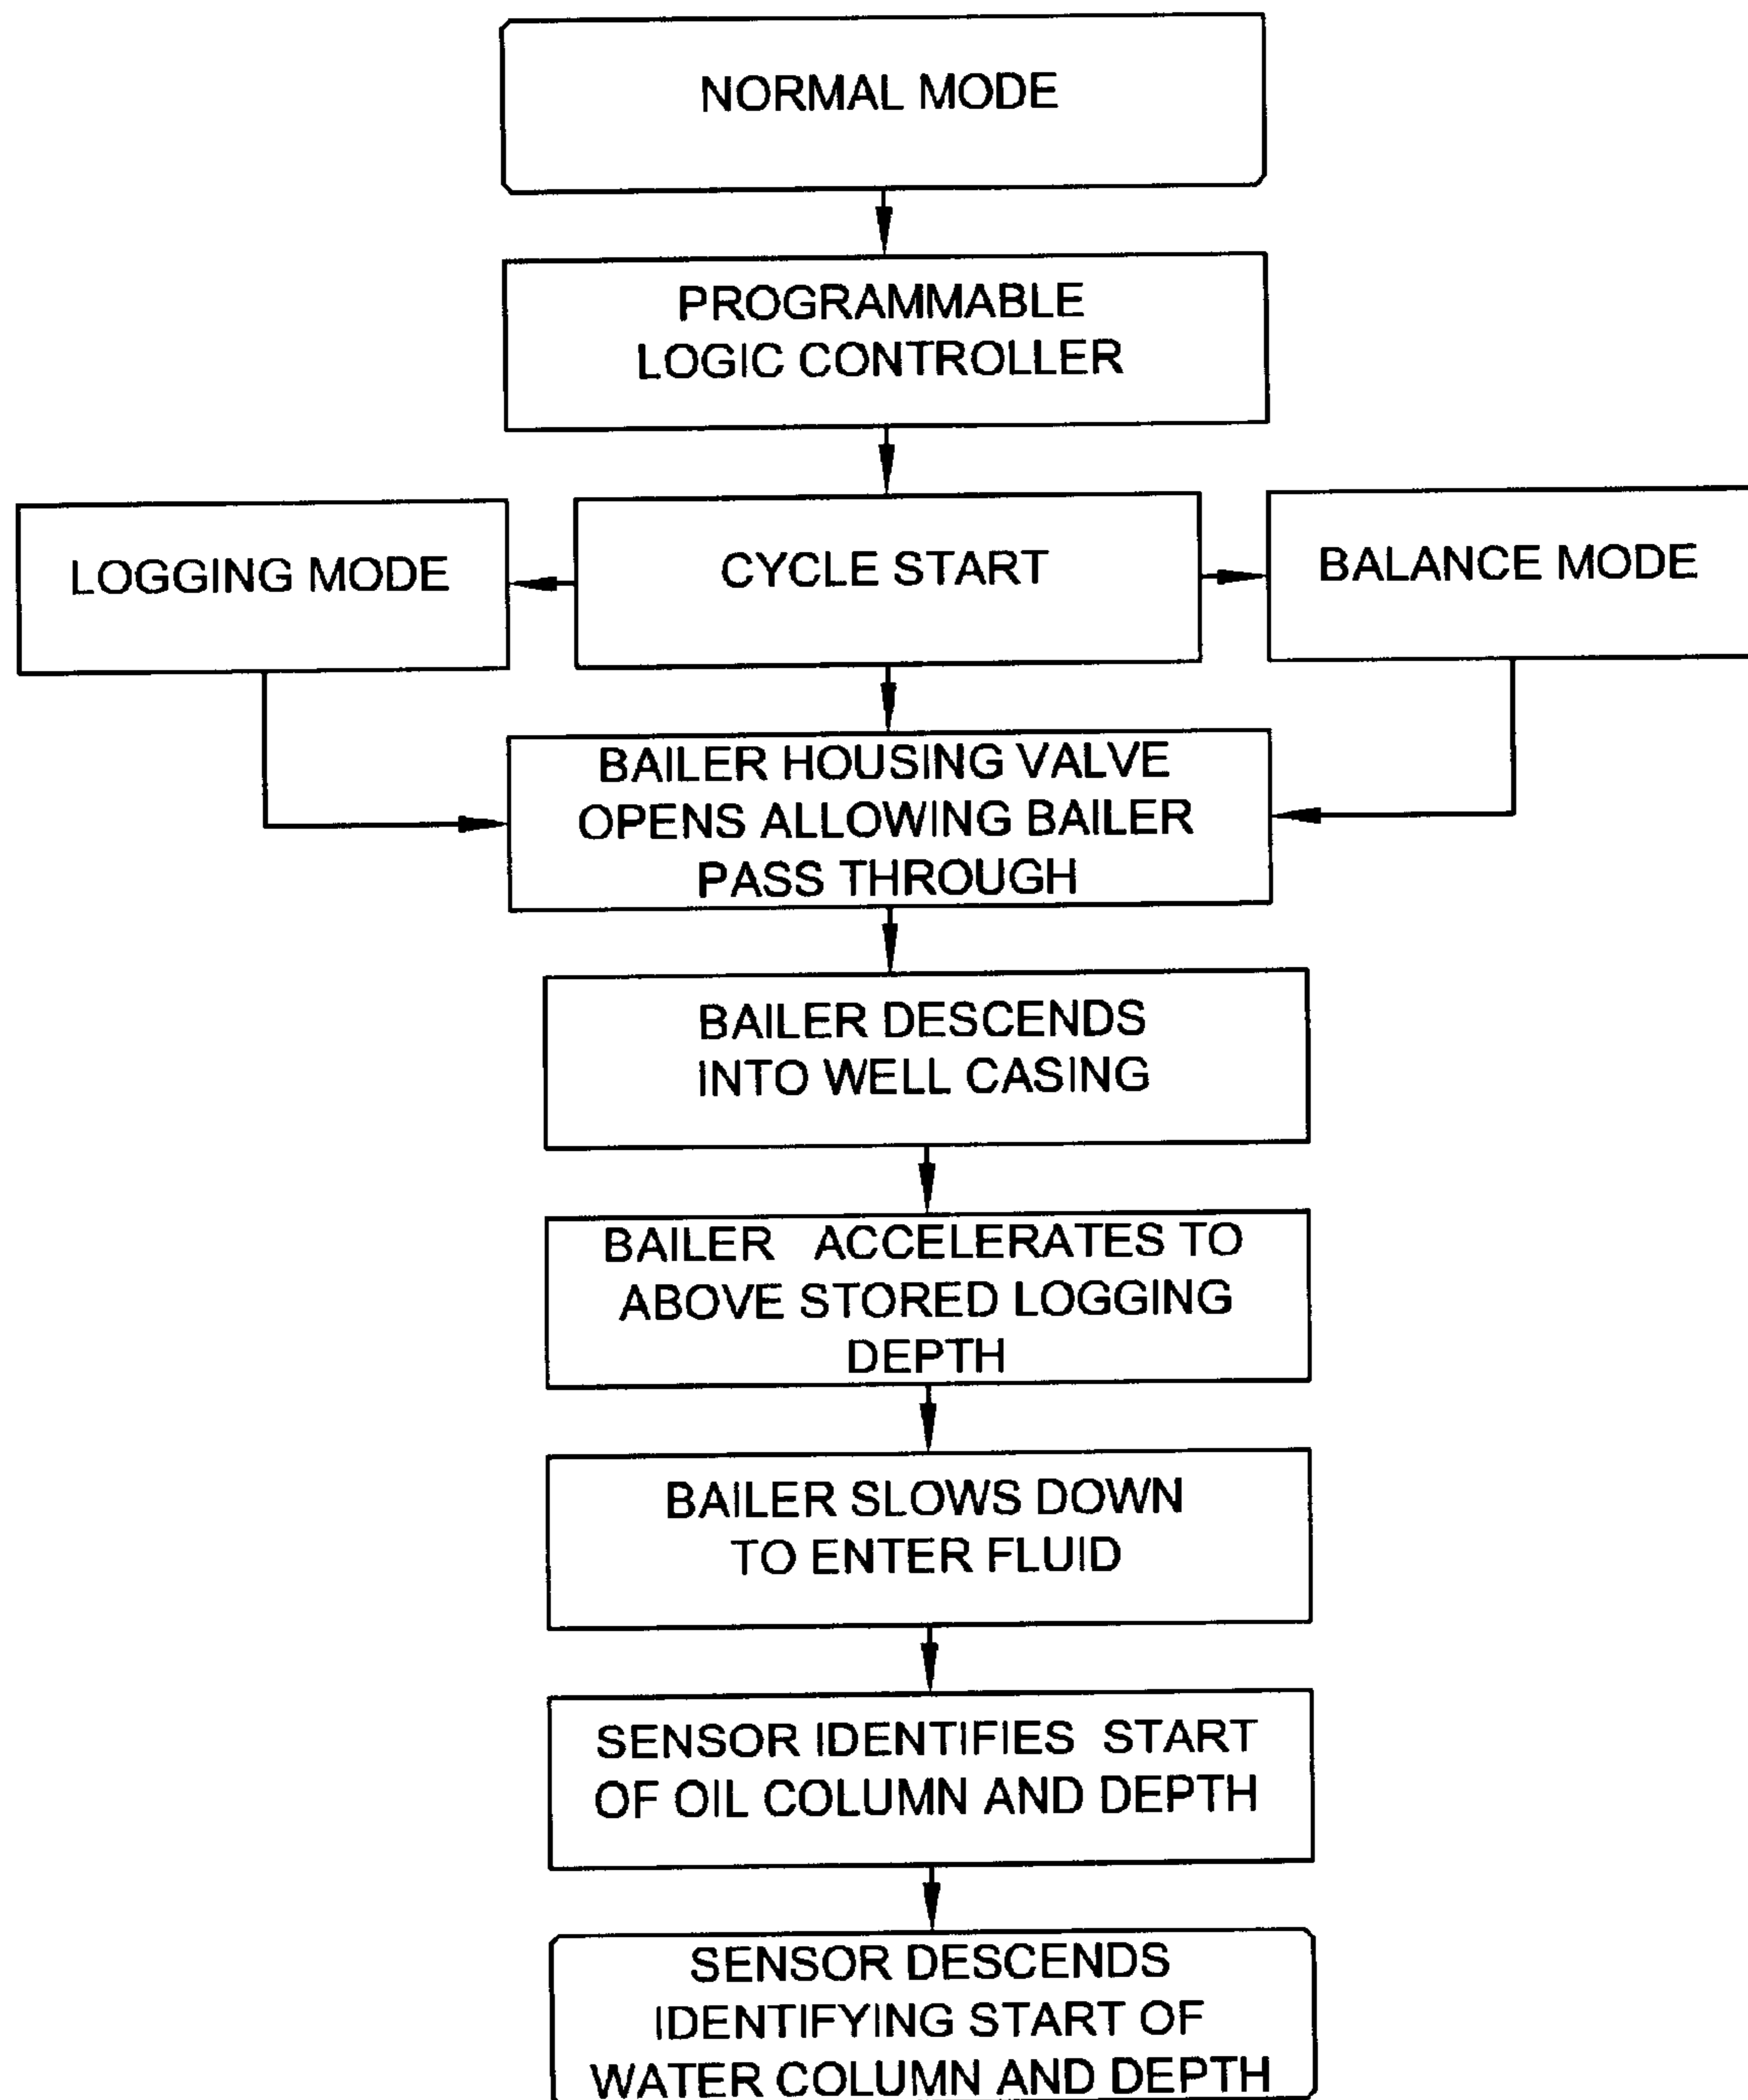 NORMAL MODE
PROGRAMMABLE
LOGIC CONTROLLER
LOGGING MODE
CYCLE START
BALANCE MODE
BAILER HOUSING VALVE
OPENS ALLOWING BAILER
PASS THROUGH
BAILER DESCENDS
INTO WELL CASING
BAILER ACCELERATES TO
ABOVE STORED LOGGING
DEPTH
BAILER SLOWS DOWN
TO ENTER FLUID
SENSOR IDENTIFIES START
OF OIL COLUMN AND DEPTH
SENSOR DESCENDS
IDENTIFYING START OF
WATER COLUMN AND DEPTH